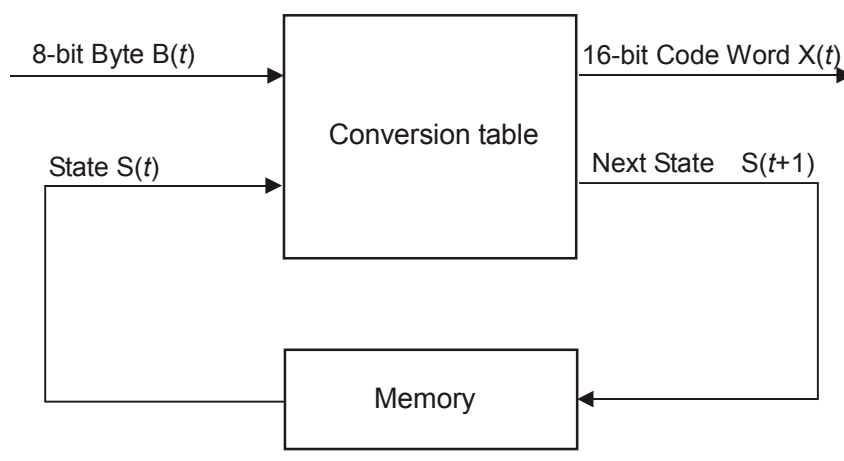 8-bit Byte B(t)
16-bit Code Word X(t)
Conversion table
State S(t)
Next State S(t+1)
Memory